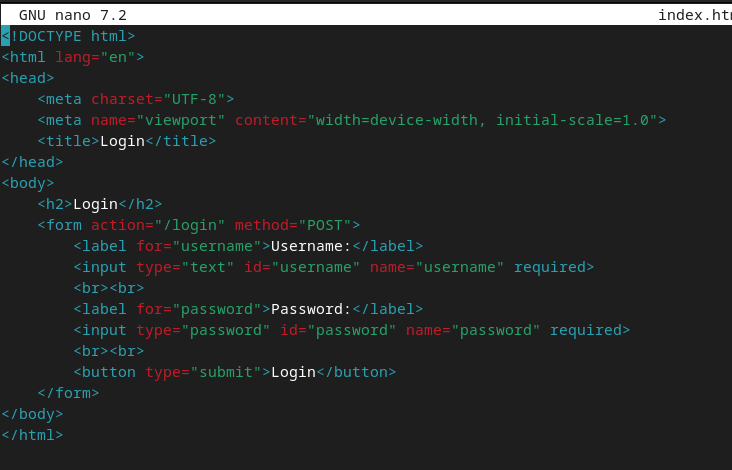 GNU nano 7.2 index.ht
<!DOCTYPE html>
<html lang="en">
<head>
    <meta charset="UTF-8">
    <meta name="viewport" content="width=device-width, initial-scale=1.0">
    <title>Login</title>
</head>
<body>
    <h2>Login</h2>
    <form action="/login" method="POST">
        <label for="username">Username:</label>
        <input type="text" id="username" name="username" required>
        <br><br>
        <label for="password">Password:</label>
        <input type="password" id="password" name="password" required>
        <br><br>
        <button type="submit">Login</button>
    </form>
</body>
</html>